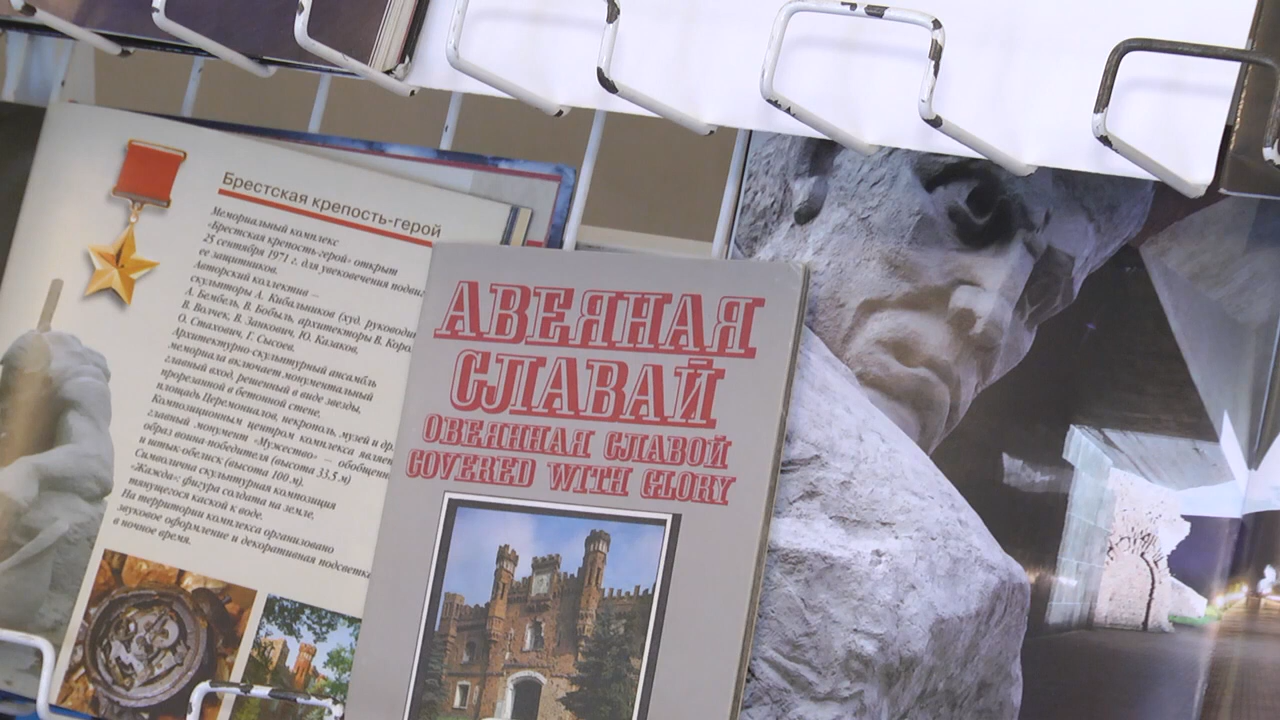 Брестская крепость-герой
Мемориальный комплекс
«Брестская крепость-герой» открыт
25 сентября 1971 г. для увековечения подвига
ее защитников.
Авторский коллектив –
скульпторы А. Кибальников (худ. руководи
А. Бембель, В. Бобыль, архитекторы В. Коро
В. Волчек, В. Занкович, Ю. Казаков,
О. Стахович, Г. Сысоев.
Архитектурно-скульптурный ансамбль
мемориала включает монументальный
главный вход, решенный в виде звезды,
прорезанной в бетонной стене,
площадь Церемониалов, некрополь, музей и др.
Композиционным центром комплекса являе
главный монумент «Мужество» – обобщен
образ воина-победителя (высота 33,5 м)
и штык-обелиск (высота 100 м).
Символична скульптурная композиция
«Жажда»: фигура солдата на земле,
тянущегося каской к воде.
На территории комплекса организовано
звуковое оформление и декоративная подсветка
в ночное время.
АВЕЯНАЯ
СЛАВАЙ
ОВЕЯННАЯ СЛАВОЙ
COVERED WITH GLORY